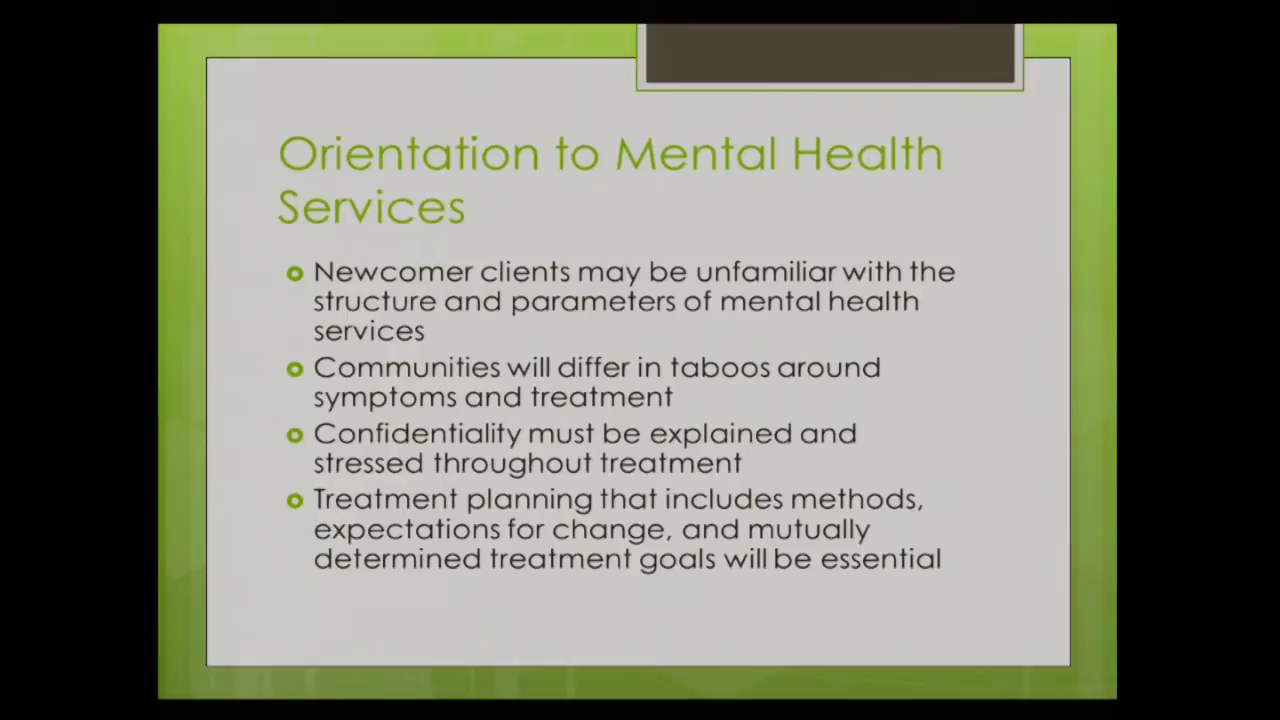 Orientation to Mental Health
Services
Newcomer clients may be unfamiliar with the
structure and parameters of mental health
services
Communities will differ in taboos around
symptoms and treatment
Confidentiality must be explained and
stressed throughout treatment
Treatment planning that includes methods,
expectations for change, and mutually
determined treatment goals will be essential